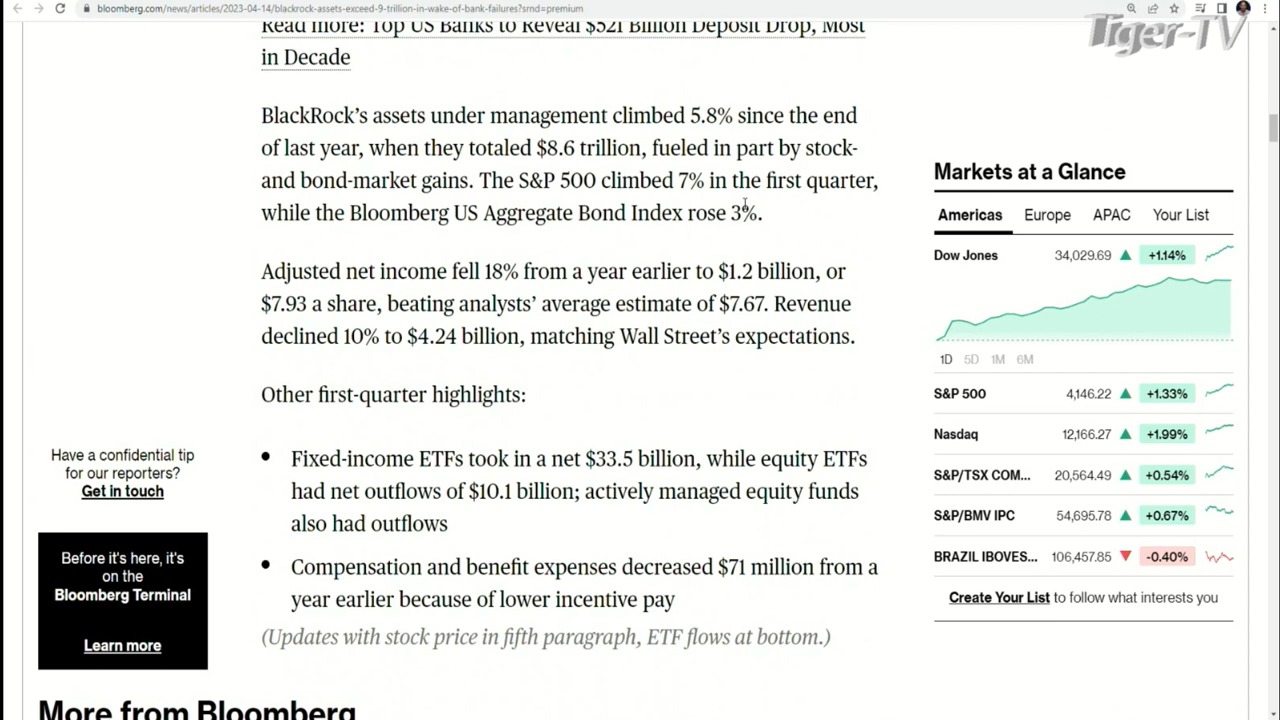 bloomberg.com/news/articles/2023-04-14/blackrock-assets-exceed-9-trillion-in-wake-of-bank-failures?srnd=premium
Tiger-TV
Read more: Top US Banks to Reveal $521 Billion Deposit Drop, Most
in Decade
BlackRock's assets under management climbed 5.8% since the end
of last year, when they totaled $8.6 trillion, fueled in part by stock-
and bond-market gains. The S&P 500 climbed 7% in the first quarter,
while the Bloomberg US Aggregate Bond Index rose 3%.
Adjusted net income fell 18% from a year earlier to $1.2 billion, or
$7.93 a share, beating analysts' average estimate of $7.67. Revenue
declined 10% to $4.24 billion, matching Wall Street's expectations.
Other first-quarter highlights:
• Fixed-income ETFs took in a net $33.5 billion, while equity ETFs
had net outflows of $10.1 billion; actively managed equity funds
also had outflows
• Compensation and benefit expenses decreased $71 million from a
year earlier because of lower incentive pay
(Updates with stock price in fifth paragraph, ETF flows at bottom.)
Have a confidential tip
for our reporters?
Get in touch
Before it's here, it's
on the
Bloomberg Terminal
Learn more
More from Bloomberg
Markets at a Glance
Americas Europe APAC Your List
Dow Jones 34,029.69 ▲ +1.14%
1D 5D 1M 6M
S&P 500 4,146.22 ▲ +1.33%
Nasdaq 12,166.27 ▲ +1.99%
S&P/TSX COM... 20,564.49 ▲ +0.54%
S&P/BMV IPC 54,695.78 ▲ +0.67%
BRAZIL IBOVES... 106,457.85 ▼ -0.40%
Create Your List to follow what interests you